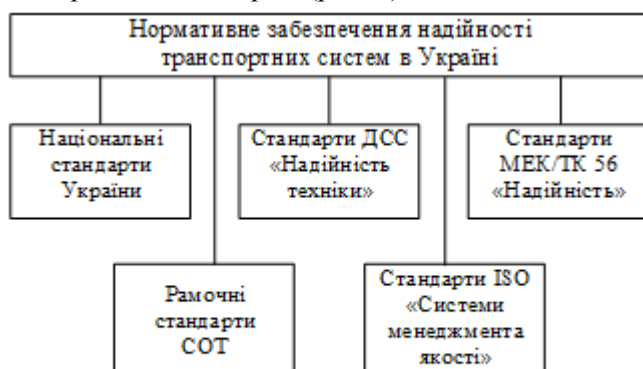 Нормативне забезпечення надійності
транспортних систем в Україні
Національні
стандарти
України
Стандарти ДСС
«Надійність
техніки»
Стандарти
МЕК/ТК 56
«Надійність»
Рамочні
стандарти
СОТ
Стандарти ISO
«Системи
менеджмента
якості»